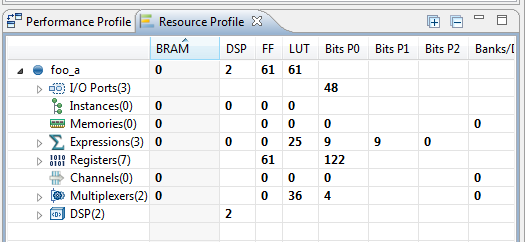 Performance Profile Resource Profile
BRAM DSP FF LUT Bits P0 Bits P1 Bits P2 Banks/D
foo_a 0 2 61 61
I/O Ports(3) 48
Instances(0) 0 0 0 0
Memories(0) 0 0 0 0 0
Expressions(3) 0 0 0 25 9 9 0
Registers(7) 61 122
Channels(0) 0 0 0 0 0
Multiplexers(2) 0 0 36 4 0
DSP(2) 2